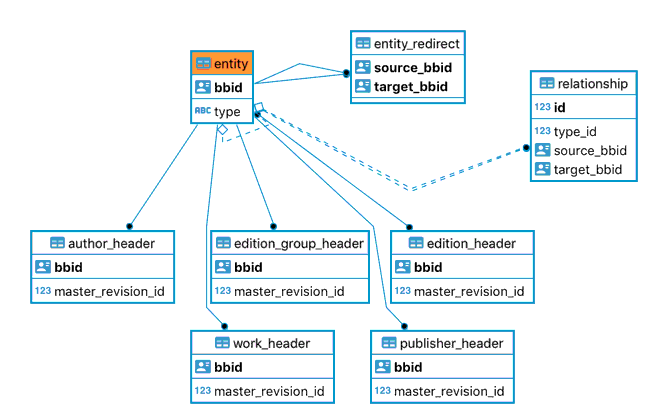 entity
bbid
ABC type
entity_redirect
source_bbid
target_bbid
relationship
123 id
123 type_id
source_bbid
target_bbid
author_header
bbid
123 master_revision_id
edition_group_header
bbid
123 master_revision_id
edition_header
bbid
123 master_revision_id
work_header
bbid
123 master_revision_id
publisher_header
bbid
123 master_revision_id